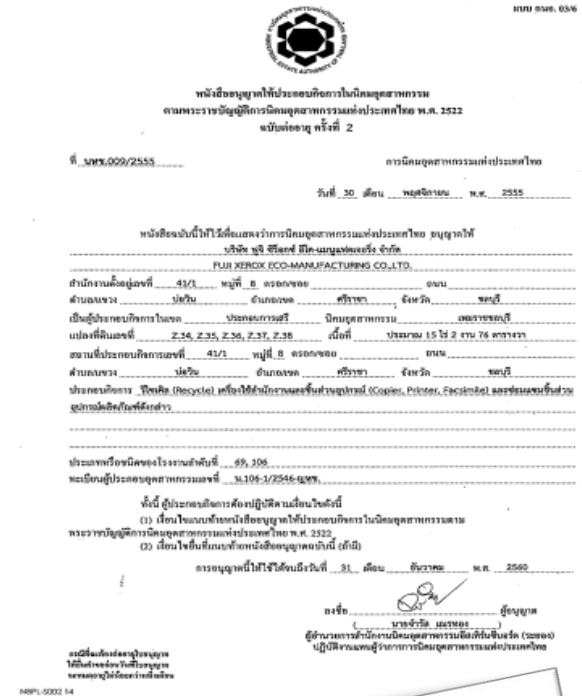 แบบ กนอ. 03/6
INDUSTRIAL ESTATE AUTHORITY OF THAILAND
หนังสืออนุญาตให้ประกอบกิจการในนิคมอุตสาหกรรม
ตามพระราชบัญญัติการนิคมอุตสาหกรรมแห่งประเทศไทย พ.ศ. 2522
ฉบับต่ออายุ ครั้งที่ 2
ที่ นพช.009/2555 การนิคมอุตสาหกรรมแห่งประเทศไทย
วันที่ 30 เดือน พฤศจิกายน พ.ศ. 2555
หนังสือฉบับนี้ให้ไว้เพื่อแสดงว่าการนิคมอุตสาหกรรมแห่งประเทศไทย อนุญาตให้
บริษัท ฟูจิ ซีร็อกซ์ อีโค-แมนูแฟคเจอริ่ง จำกัด
FUJI XEROX ECO-MANUFACTURING CO.,LTD.
สำนักงานตั้งอยู่เลขที่ 41/1 หมู่ที่ 8 ตรอก/ซอย ถนน
ตำบล/แขวง บ่อวิน อำเภอ/เขต ศรีราชา จังหวัด ชลบุรี
เป็นผู้ประกอบกิจการในเขต ประกอบการเสรี นิคมอุตสาหกรรม เหมราชชลบุรี
แปลงที่ดินเลขที่ Z.34, Z.35, Z.36, Z.37, Z.38 เนื้อที่ ประมาณ 15 ไร่ 2 งาน 76 ตารางวา
สถานที่ประกอบกิจการเลขที่ 41/1 หมู่ที่ 8 ตรอก/ซอย ถนน
ตำบล/แขวง บ่อวิน อำเภอ/เขต ศรีราชา จังหวัด ชลบุรี
ประกอบกิจการ รีไซเคิล (Recycle) เครื่องใช้สำนักงานและชิ้นส่วนอุปกรณ์ (Copier, Printer, Facsimile) และซ่อมแซมชิ้นส่วน
อุปกรณ์ผลิตภัณฑ์ดังกล่าว
ประเภทหรือชนิดของโรงงานลำดับที่ 69, 106
ทะเบียนผู้ประกอบอุตสาหกรรมเลขที่ น.106-1/2546-ญพช.
ทั้งนี้ ผู้ประกอบกิจการต้องปฏิบัติตามเงื่อนไขดังนี้
(1) เงื่อนไขแนบท้ายหนังสืออนุญาตให้ประกอบกิจการในนิคมอุตสาหกรรมตาม
พระราชบัญญัติการนิคมอุตสาหกรรมแห่งประเทศไทย พ.ศ. 2522
(2) เงื่อนไขอื่นที่แนบท้ายหนังสืออนุญาตฉบับนี้ (ถ้ามี)
การอนุญาตนี้ให้ใช้ได้จนถึงวันที่ 31 เดือน ธันวาคม พ.ศ. 2560
ลงชื่อ ผู้อนุญาต
( นายจำรัส )
ผู้อำนวยการสำนักงานนิคมอุตสาหกรรมอีสเทิร์นซีบอร์ด (ระยอง)
ปฏิบัติงานแทนผู้ว่าการการนิคมอุตสาหกรรมแห่งประเทศไทย